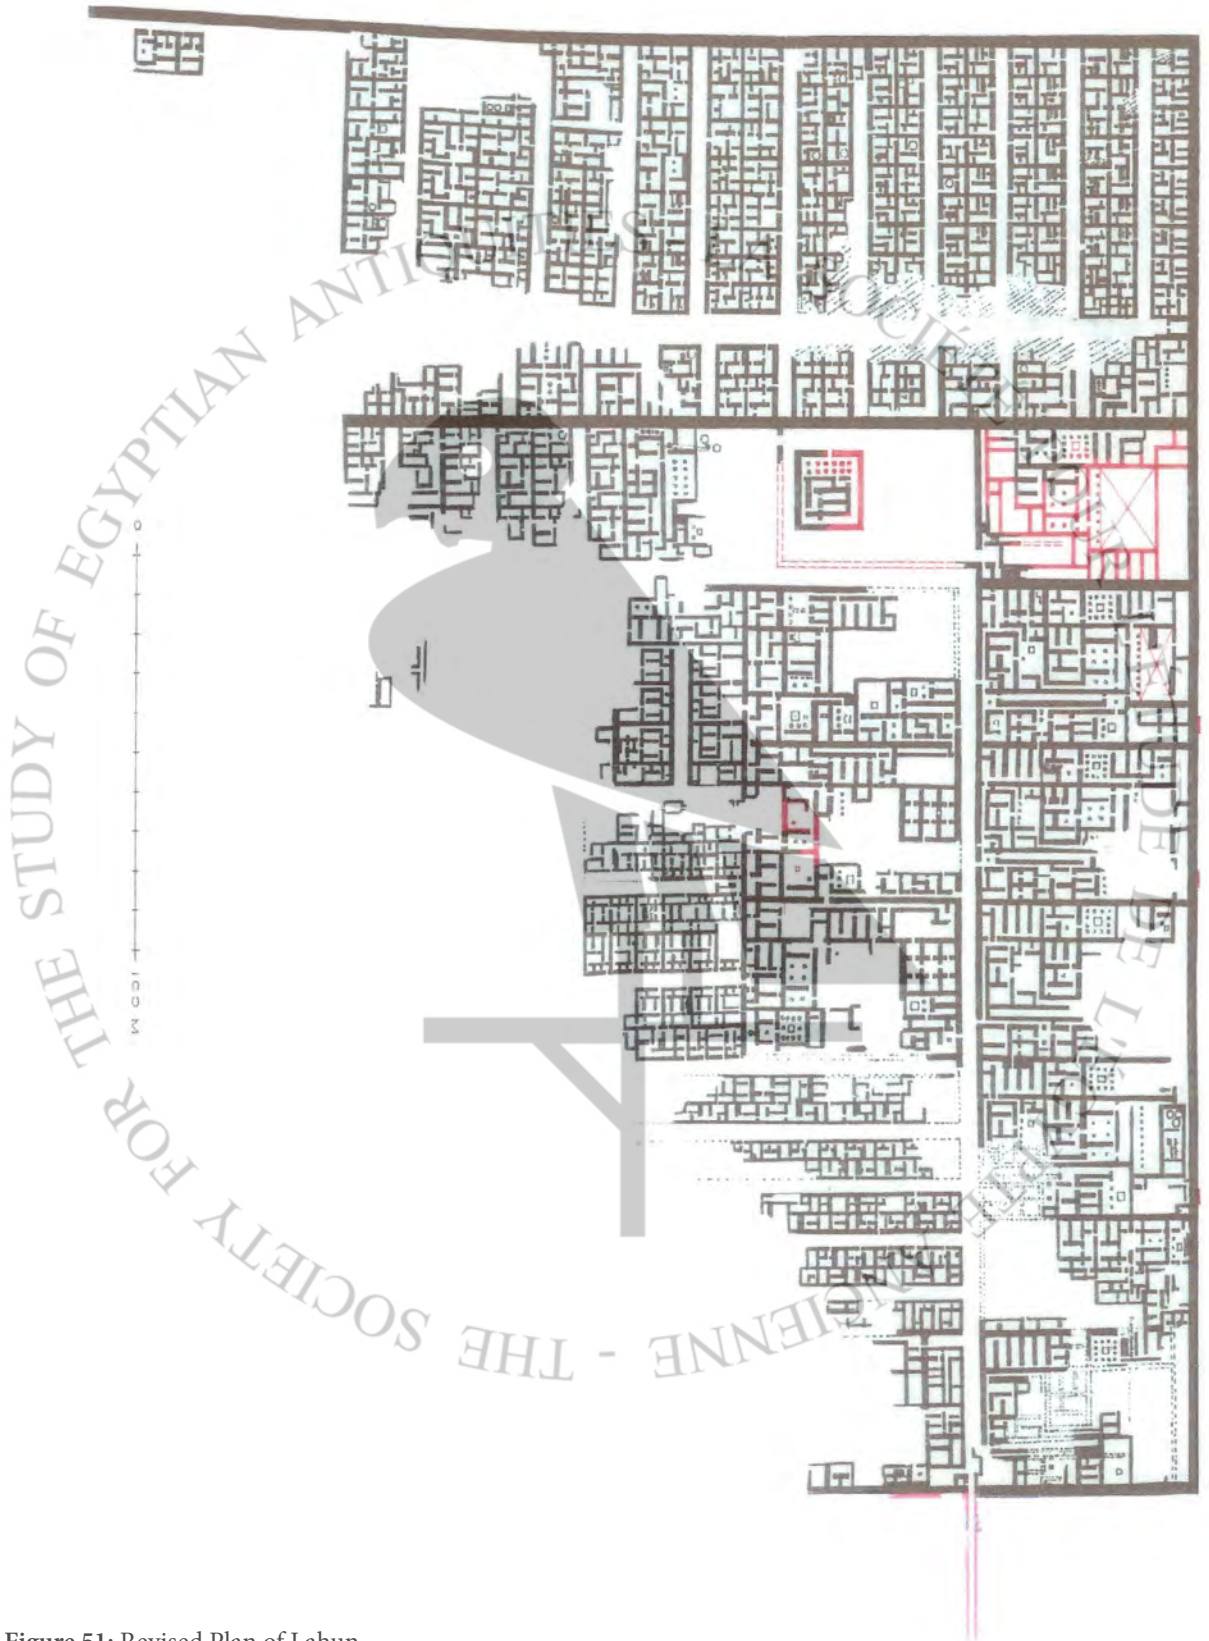 THE SOCIETY FOR THE STUDY OF EGYPTIAN ANTIQUITIES LA SOCIÉTÉ POUR L'ÉTUDE DE L'ÉGYPTE ANCIENNE -
0
100 M
Figure 51: Revised Plan of Lahun